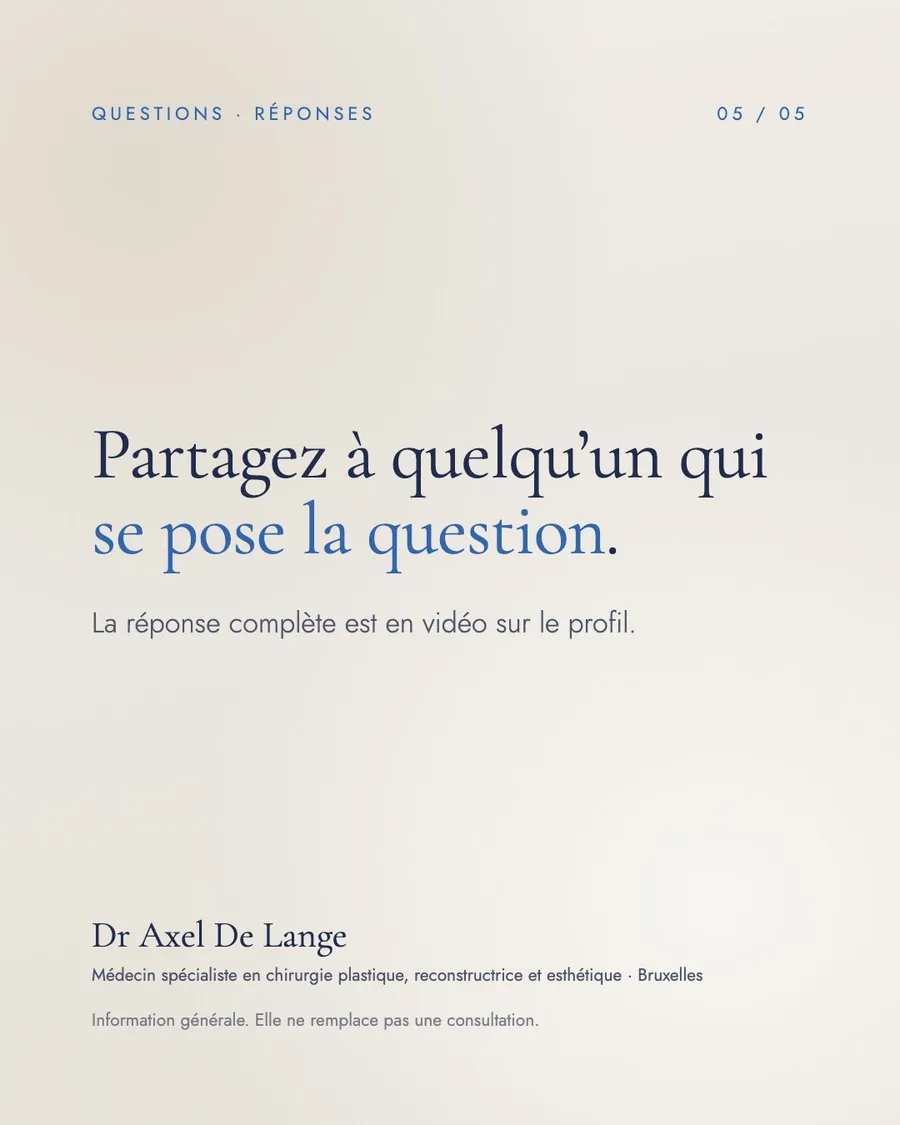 QUESTIONS · RÉPONSES
05 / 05
Partagez à quelqu’un qui
se pose la question.
La réponse complète est en vidéo sur le profil.
Dr Axel De Lange
Médecin spécialiste en chirurgie plastique, reconstructrice et esthétique · Bruxelles
Information générale. Elle ne remplace pas une consultation.